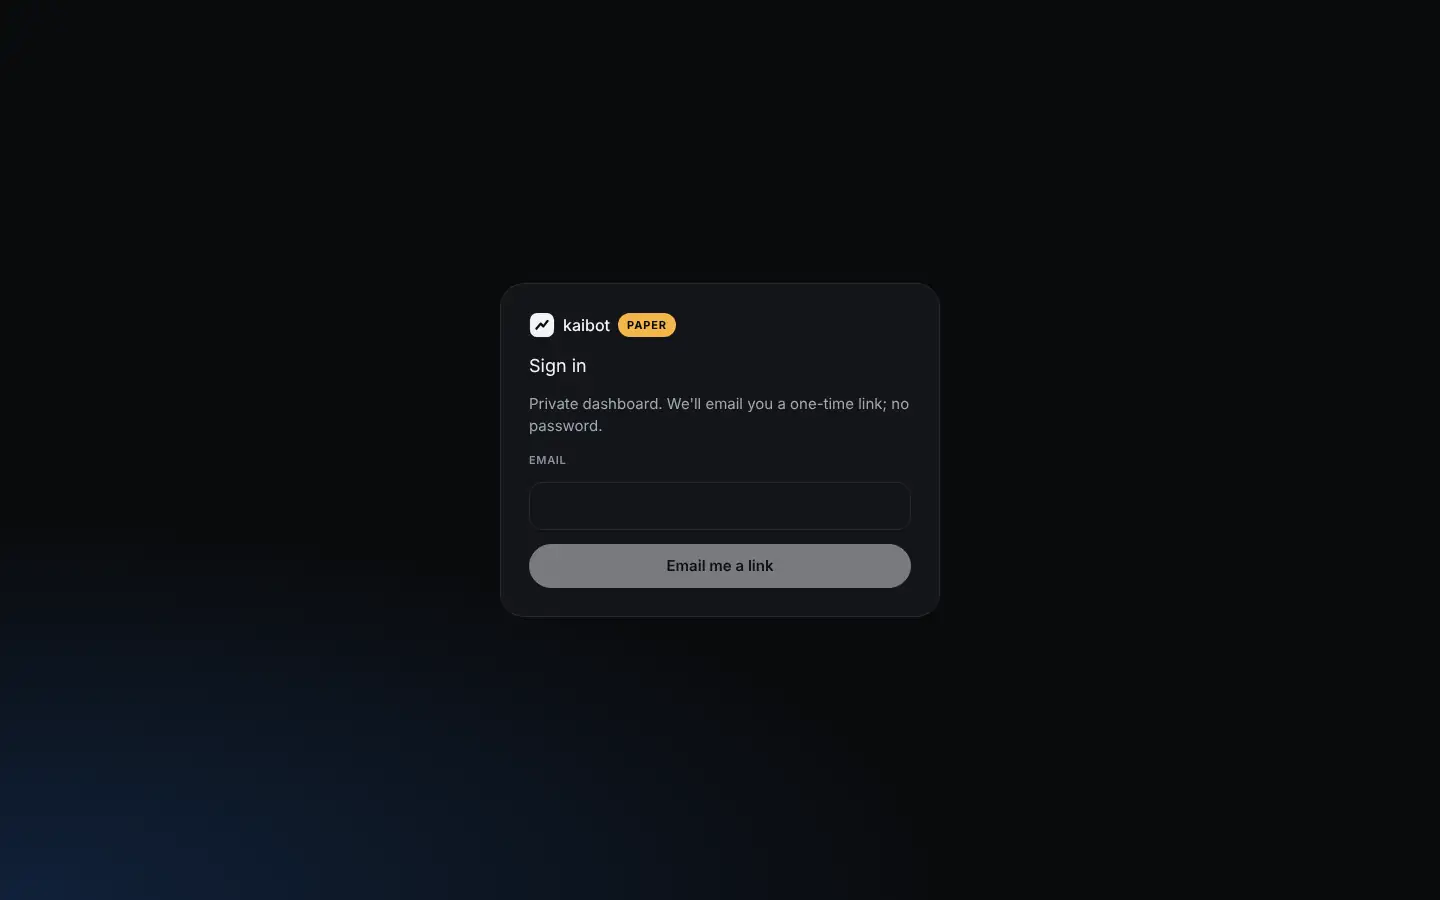 kaibot PAPER
Sign in
Private dashboard. We'll email you a one-time link; no
password.
EMAIL
Email me a link